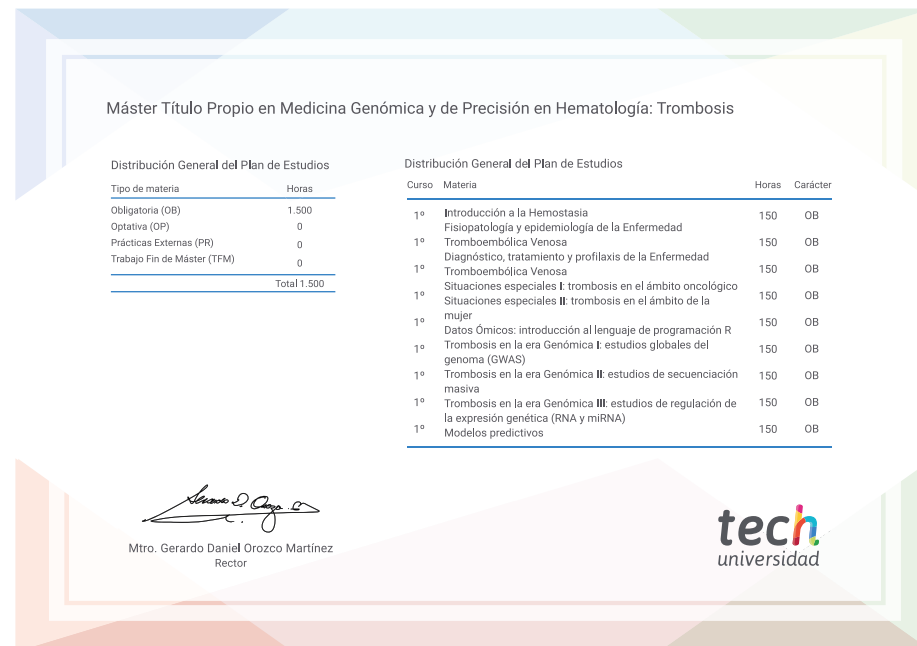 Máster Título Propio en Medicina Genómica y de Precisión en Hematología: Trombosis
Distribución General del Plan de Estudios
Tipo de materia Horas
Obligatoria (OB) 1.500
Optativa (OP) 0
Prácticas Externas (PR) 0
Trabajo Fin de Máster (TFM) 0
Total 1.500
Distribución General del Plan de Estudios
Curso Materia Horas Carácter
1º Introducción a la Hemostasia 150 OB
Fisiopatología y epidemiología de la Enfermedad
1º Tromboembólica Venosa 150 OB
Diagnóstico, tratamiento y profilaxis de la Enfermedad
1º Tromboembólica Venosa 150 OB
Situaciones especiales I: trombosis en el ámbito oncológico
1º Situaciones especiales II: trombosis en el ámbito de la 150 OB
mujer
1º Datos Ómicos: introducción al lenguaje de programación R 150 OB
1º Trombosis en la era Genómica I: estudios globales del 150 OB
genoma (GWAS)
1º Trombosis en la era Genómica II: estudios de secuenciación 150 OB
masiva
1º Trombosis en la era Genómica III: estudios de regulación de 150 OB
la expresión genética (RNA y miRNA)
1º Modelos predictivos 150 OB
Mtro. Gerardo Daniel Orozco Martínez
Rector
tech
universidad